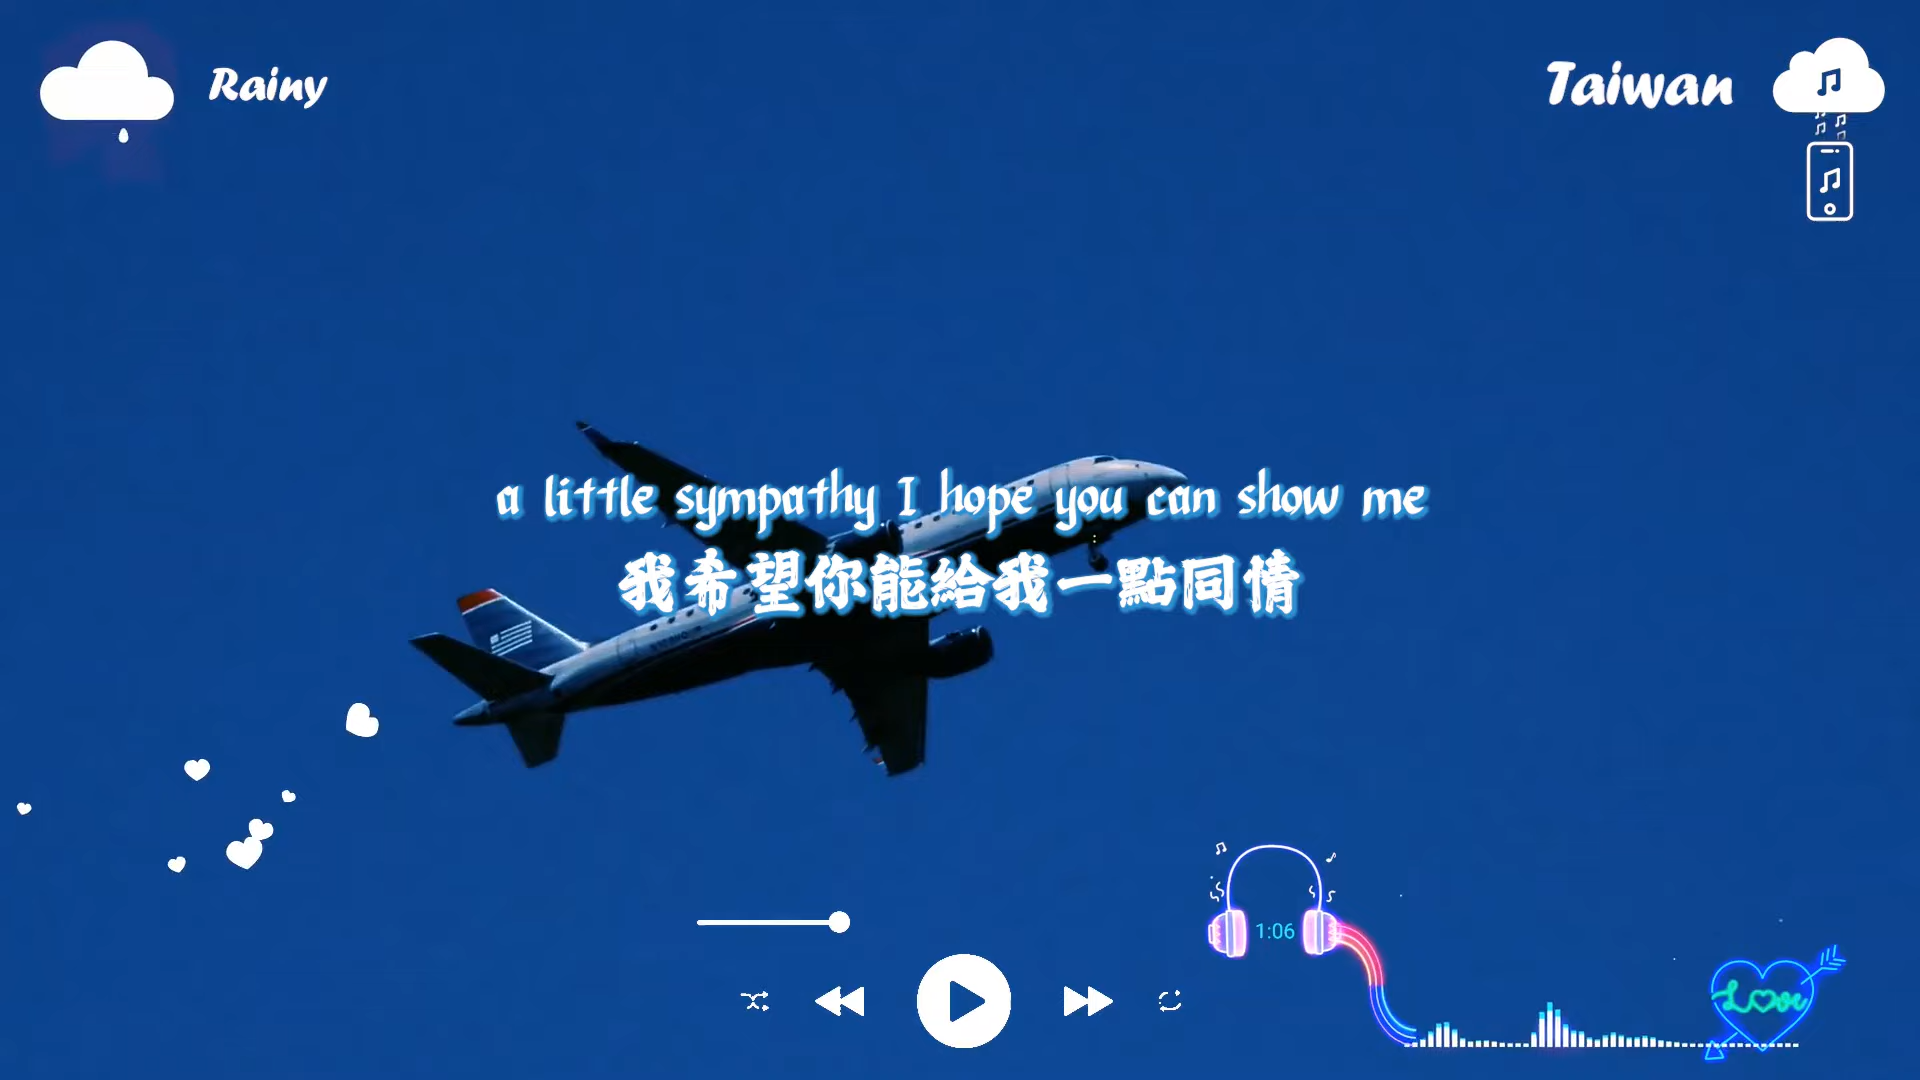 Rainy
Taiwan
a little sympathy I hope you can show me
我希望你能給我一點同情
1:06
Love